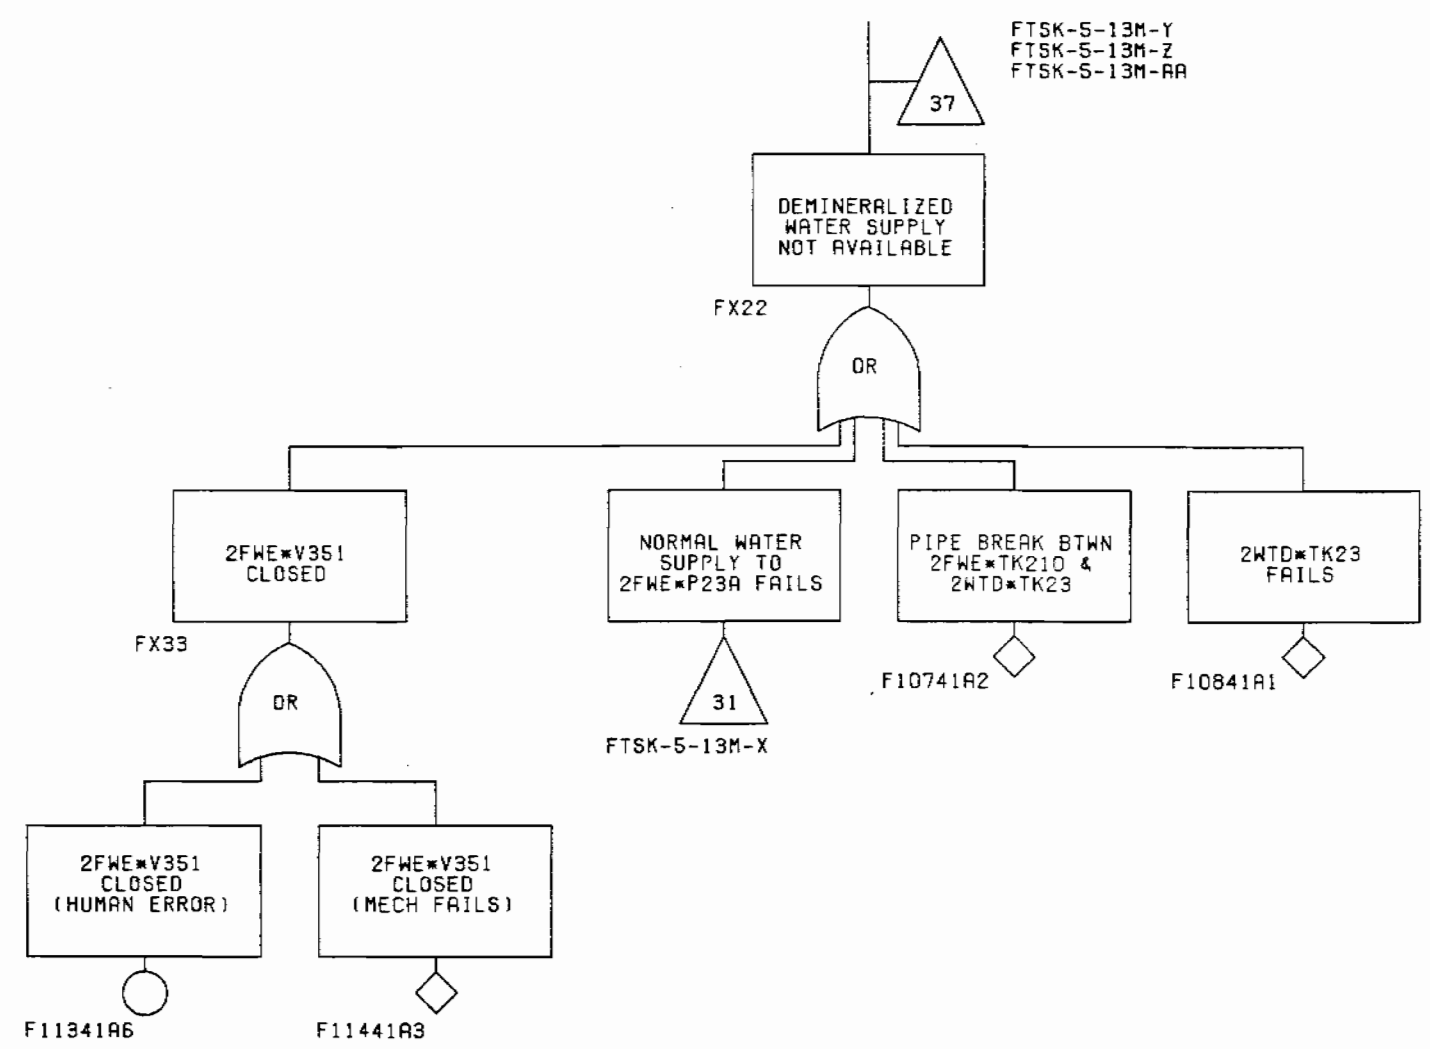 FTSK-5-13M-Y
FTSK-5-13M-Z
FTSK-5-13M-AA
37
DEMINERALIZED
WATER SUPPLY
NOT AVAILABLE
FX22
OR
2FWE*V351
CLOSED
NORMAL WATER
SUPPLY TO
2FWE*P23A FAILS
PIPE BREAK BTWN
2FWE*TK210 &
2WTD*TK23
2WTD*TK23
FAILS
FX33
OR
31
FTSK-5-13M-X
F10741A2
F10841A1
2FWE*V351
CLOSED
(HUMAN ERROR)
2FWE*V351
CLOSED
(MECH FAILS)
F11341A6
F11441A3